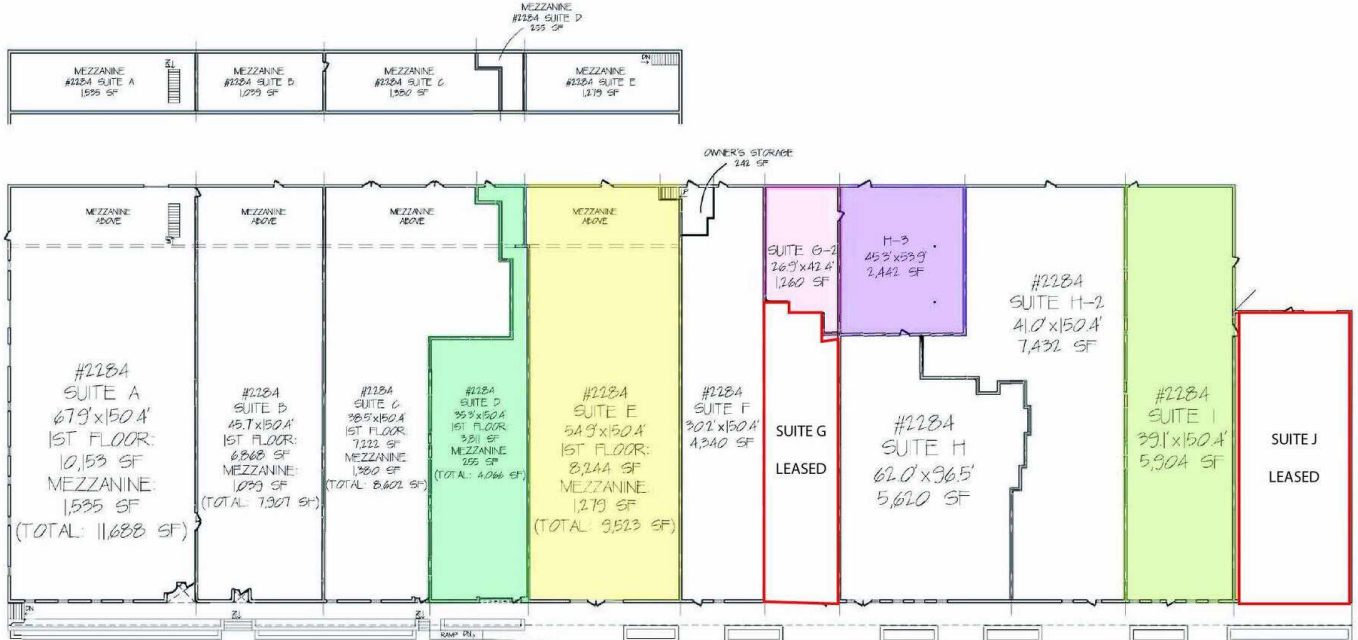 MEZZANINE
#2284 SUITE D
255 SF
MEZZANINE
#2284 SUITE A
1,535 SF
MEZZANINE
#2284 SUITE B
1,039 SF
MEZZANINE
#2284 SUITE C
1,380 SF
MEZZANINE
#2284 SUITE E
1,279 SF
DN
OWNER'S STORAGE
242 SF
MEZZANINE
ABOVE
MEZZANINE
ABOVE
MEZZANINE
ABOVE
MEZZANINE
ABOVE
#2284
SUITE A
67.9'x150.4'
1ST FLOOR:
10,153 SF
MEZZANINE:
1,535 SF
(TOTAL: 11,688 SF)
#2284
SUITE B
45.7'x150.4'
1ST FLOOR:
6,868 SF
MEZZANINE:
1,039 SF
(TOTAL: 7,907 SF)
#2284
SUITE C
38.5'x150.4'
1ST FLOOR:
7,222 SF
MEZZANINE:
1,380 SF
(TOTAL: 8,602 SF)
#2284
SUITE D
35.3'x150.4'
1ST FLOOR:
3,811 SF
MEZZANINE:
255 SF
(TOTAL: 4,066 SF)
#2284
SUITE E
54.9'x150.4'
1ST FLOOR:
8,244 SF
MEZZANINE:
1,279 SF
(TOTAL: 9,523 SF)
#2284
SUITE F
30.2'x150.4'
4,340 SF
SUITE G-2
26.9'x42.4'
1,260 SF
SUITE G
LEASED
H-3
45.3'x53.9'
2,442 SF
#2284
SUITE H
62.0'x96.5'
5,620 SF
#2284
SUITE H-2
41.0'x150.4'
7,432 SF
#2284
SUITE I
39.1'x150.4'
5,904 SF
SUITE J
LEASED
DN
RAMP DN.